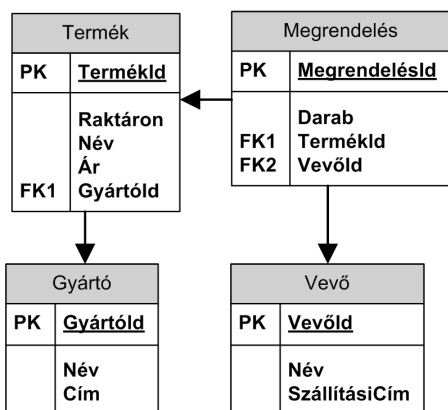 Termék
PK TermékId
Raktáron
Név
Ár
FK1 GyártóId
Megrendelés
PK MegrendelésId
Darab
FK1 TermékId
FK2 VevőId
Gyártó
PK GyártóId
Név
Cím
Vevő
PK VevőId
Név
SzállításiCím